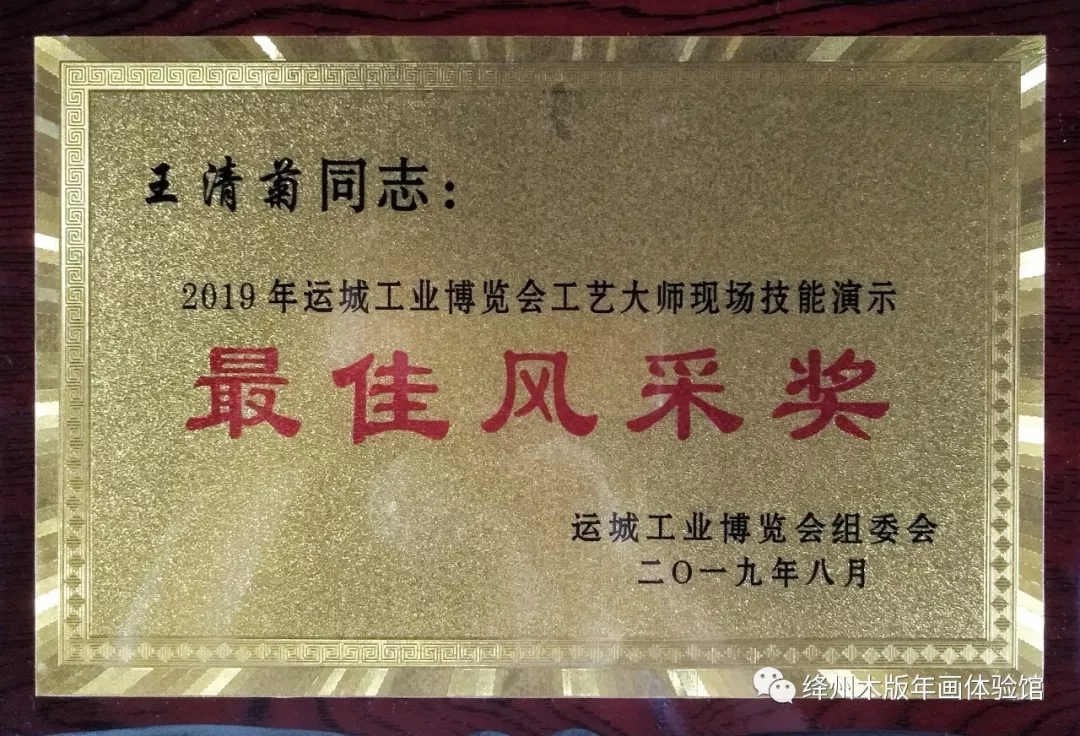 王清菊同志：
2019年运城工业博览会工艺大师现场技能演示
最佳风采奖
运城工业博览会组委会
二〇一九年八月
绛州木版年画体验馆